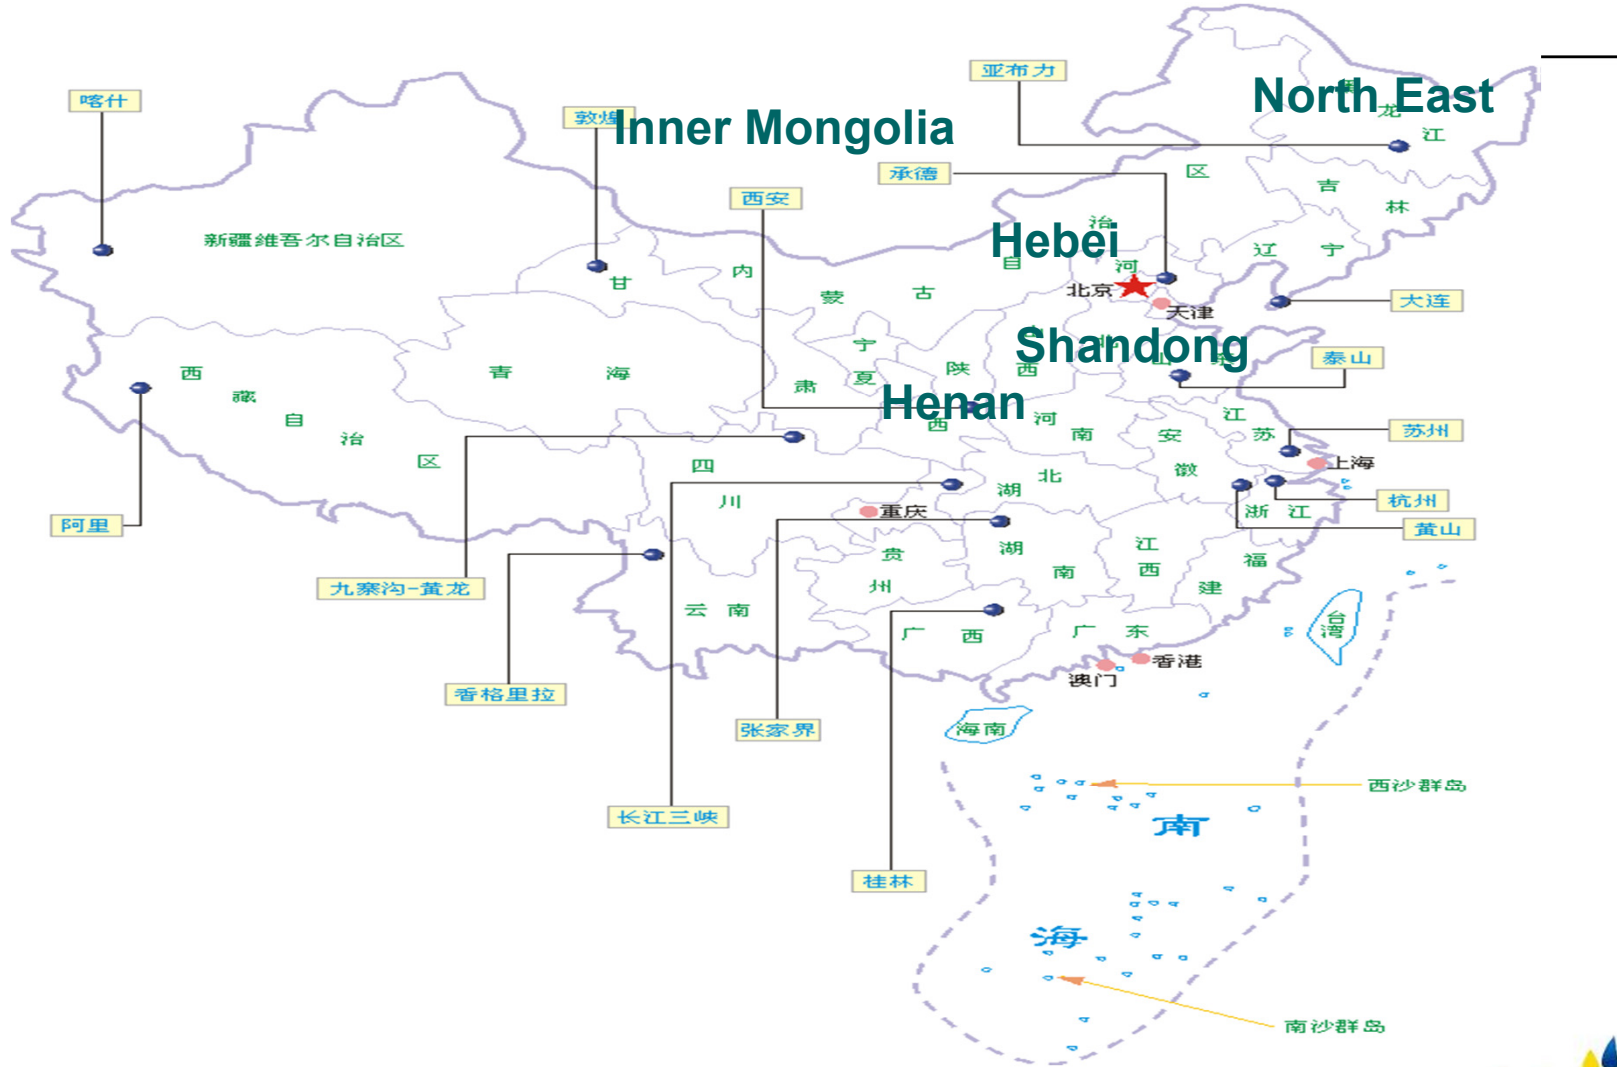 亚布力
North East
喀什
敦煌
Inner Mongolia
黑龙江
承德
区
吉林
西安
治
Hebei
新疆维吾尔自治区
自
河
辽宁
甘
内
蒙
古
北京
天津
大连
Shandong
山
北
山
东
泰山
宁
夏
陕
西
西
藏
自
治
区
青海
肃
Henan
西
河
南
江
苏
安
徽
苏州
四
川
湖
北
上海
杭州
浙江
黄山
阿里
重庆
贵
州
湖
南
江
西
福
建
九寨沟-黄龙
云南
广西
广东
台湾
香港
澳门
香格里拉
张家界
海南
长江三峡
西沙群岛
南
桂林
海
南沙群岛